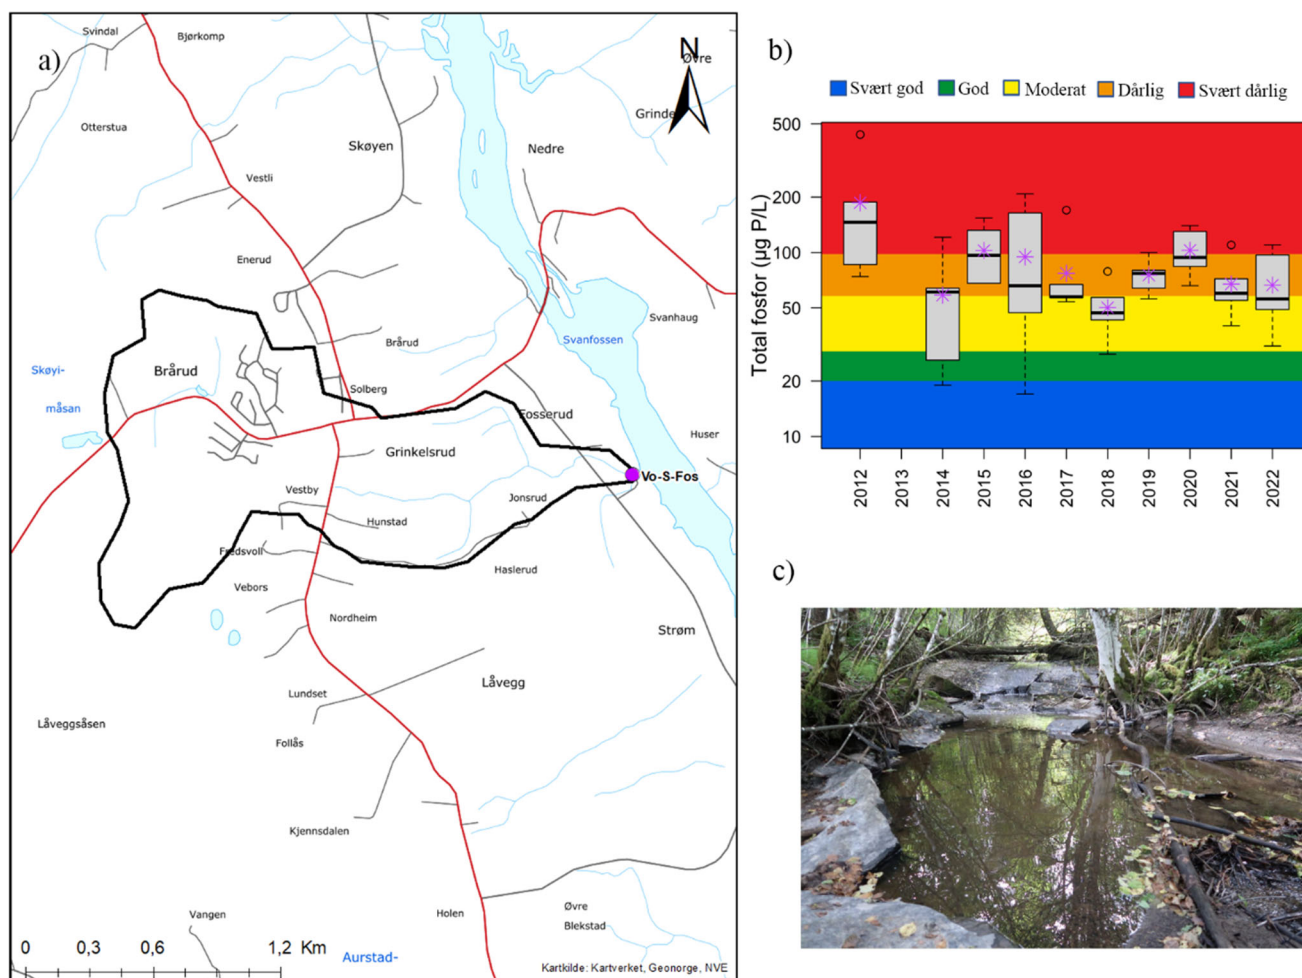 a)
Svindal
Bjørkomp
N
Øvre
Otterstua
Grinde
Skøyen
Nedre
Vestli
Enerud
Svanhaug
Svanfossen
Brårud
Skøyi-
måsan
Brårud
Solberg
Fosserud
Huser
Grinkelsrud
Vo-S-Fos
Vestby
Jonsrud
Hunstad
Fredsvoll
Haslerud
Vebors
Nordheim
Strøm
Låvegg
Lundset
Låveggsåsen
Follås
Kjennsdalen
Øvre
Blekstad
Holen
Vangen
0 0,3 0,6 1,2 Km
Aurstad-
Kartkilde: Kartverket, Geonorge, NVE
b)
Svært god God Moderat Dårlig Svært dårlig
Total fosfor (µg P/L)
500
200
100
50
20
10
2012 2013 2014 2015 2016 2017 2018 2019 2020 2021 2022
c)